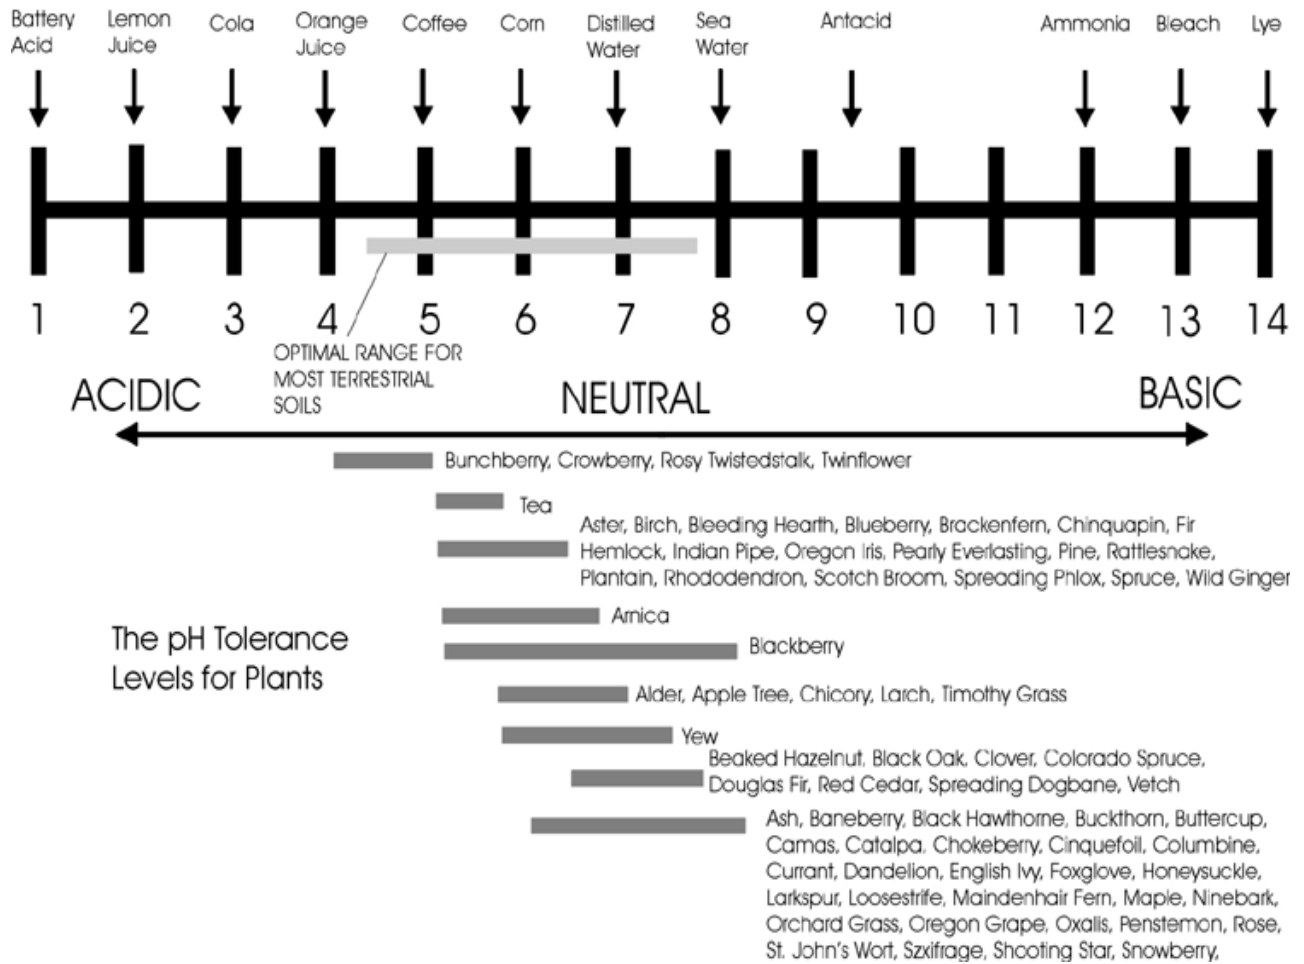 Battery Acid
Lemon Juice
Cola
Orange Juice
Coffee
Corn
Distilled Water
Sea Water
Antacid
Ammonia
Bleach
Lye
1 2 3 4 5 6 7 8 9 10 11 12 13 14
OPTIMAL RANGE FOR
MOST TERRESTRIAL
SOILS
ACIDIC NEUTRAL BASIC
Bunchberry, Crowberry, Rosy Twistedstalk, Twinflower
Tea
Aster, Birch, Bleeding Hearth, Blueberry, Brackenfern, Chinquapin, Fir
Hemlock, Indian Pipe, Oregon Iris, Pearly Everlasting, Pine, Rattlesnake,
Plantain, Rhododendron, Scotch Broom, Spreading Phlox, Spruce, Wild Ginger
Arnica
The pH Tolerance
Levels for Plants
Blackberry
Alder, Apple Tree, Chicory, Larch, Timothy Grass
Yew
Beaked Hazelnut, Black Oak, Clover, Colorado Spruce,
Douglas Fir, Red Cedar, Spreading Dogbane, Vetch
Ash, Baneberry, Black Hawthorne, Buckthorn, Buttercup,
Camas, Catalpa, Chokeberry, Cinquefoil, Columbine,
Currant, Dandelion, English Ivy, Foxglove, Honeysuckle,
Larkspur, Loosestrife, Maindenhair Fern, Maple, Ninebark,
Orchard Grass, Oregon Grape, Oxalis, Penstemon, Rose,
St. John's Wort, Szxifrage, Shooting Star, Snowberry,